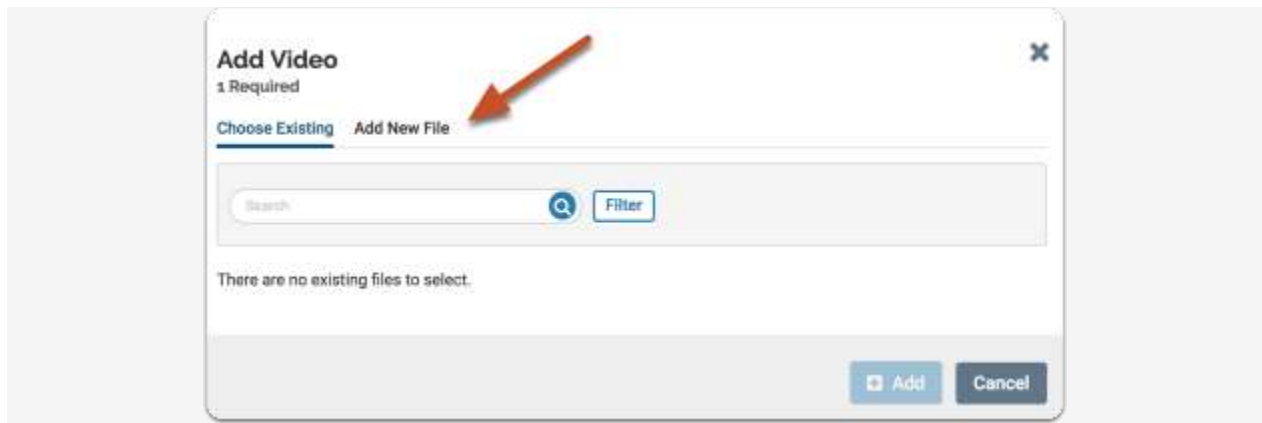 Add Video
1 Required
Choose Existing Add New File
Search Filter
There are no existing files to select.
Add Cancel